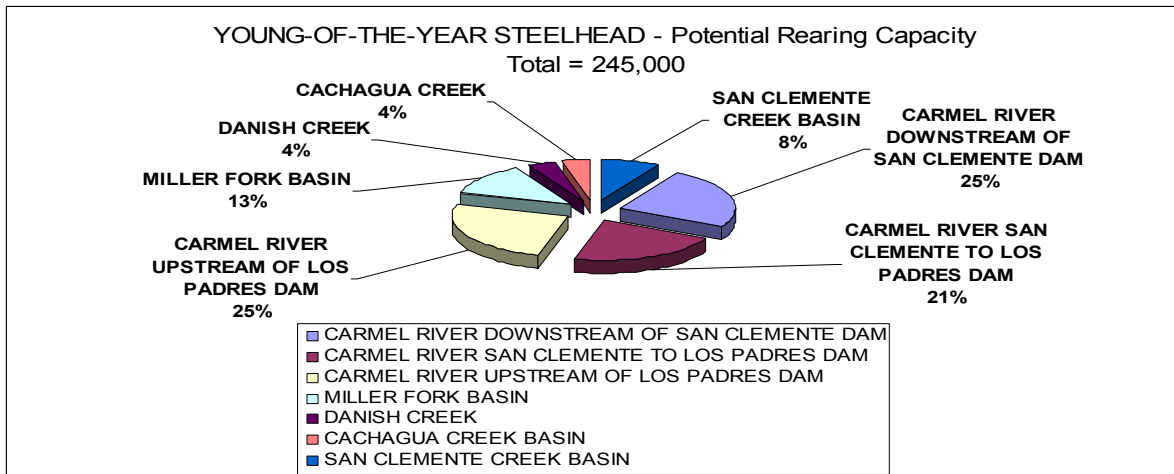 YOUNG-OF-THE-YEAR STEELHEAD - Potential Rearing Capacity
Total = 245,000
CACHAGUA CREEK
4%
DANISH CREEK
4%
MILLER FORK BASIN
13%
CARMEL RIVER
UPSTREAM OF LOS
PADRES DAM
25%
SAN CLEMENTE
CREEK BASIN
8%
CARMEL RIVER
DOWNSTREAM OF
SAN CLEMENTE DAM
25%
CARMEL RIVER SAN
CLEMENTE TO LOS
PADRES DAM
21%
CARMEL RIVER DOWNSTREAM OF SAN CLEMENTE DAM
CARMEL RIVER SAN CLEMENTE TO LOS PADRES DAM
CARMEL RIVER UPSTREAM OF LOS PADRES DAM
MILLER FORK BASIN
DANISH CREEK
CACHAGUA CREEK BASIN
SAN CLEMENTE CREEK BASIN